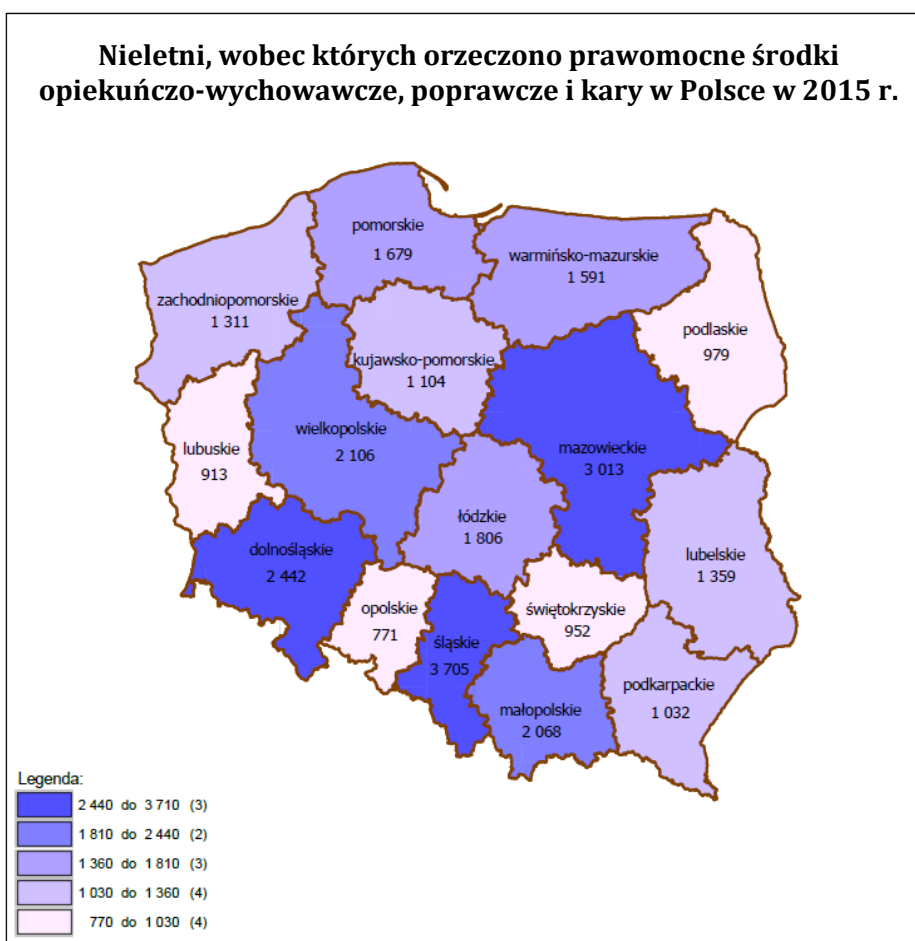 Nieletni, wobec których orzeczono prawomocne środki
opiekuńczo-wychowawcze, poprawcze i kary w Polsce w 2015 r.
pomorskie
1 679
warmińsko-mazurskie
1 591
zachodniopomorskie
1 311
podlaskie
979
kujawsko-pomorskie
1 104
wielkopolskie
2 106
mazowieckie
3 013
lubuskie
913
łódzkie
1 806
dolnośląskie
2 442
lubelskie
1 359
opolskie
771
świętokrzyskie
952
śląskie
3 705
podkarpackie
1 032
małopolskie
2 068
Legenda:
2 440 do 3 710 (3)
1 810 do 2 440 (2)
1 360 do 1 810 (3)
1 030 do 1 360 (4)
770 do 1 030 (4)